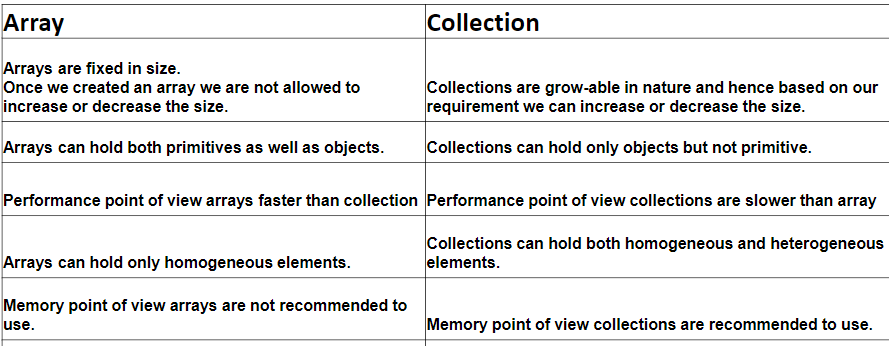 Array
Collection
Arrays are fixed in size.
Once we created an array we are not allowed to
increase or decrease the size.
Collections are grow-able in nature and hence based on our
requirement we can increase or decrease the size.
Arrays can hold both primitives as well as objects.
Collections can hold only objects but not primitive.
Performance point of view arrays faster than collection
Performance point of view collections are slower than array
Arrays can hold only homogeneous elements.
Collections can hold both homogeneous and heterogeneous
elements.
Memory point of view arrays are not recommended to
use.
Memory point of view collections are recommended to use.